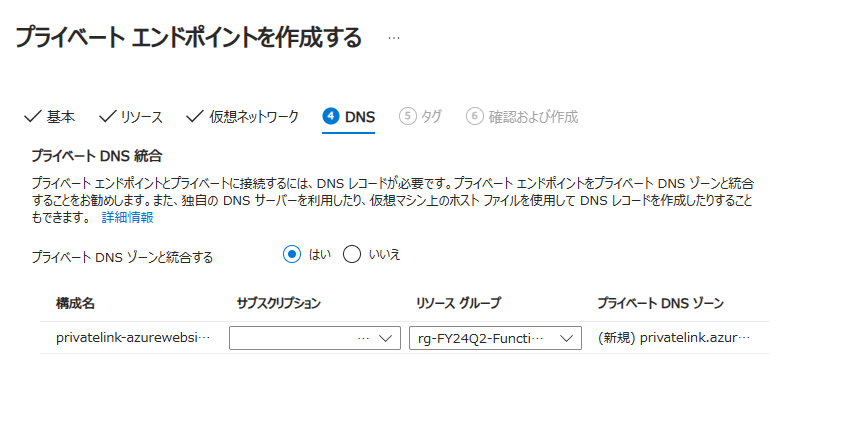 プライベート エンドポイントを作成する ...
基本 リソース 仮想ネットワーク 4 DNS 5 タグ 6 確認および作成
プライベート DNS 統合
プライベート エンドポイントとプライベートに接続するには、DNS レコードが必要です。プライベート エンドポイントをプライベート DNS ゾーンと統合
することをお勧めします。また、独自の DNS サーバーを利用したり、仮想マシン上のホスト ファイルを使用して DNS レコードを作成したりすること
もできます。 詳細情報
プライベート DNS ゾーンと統合する はい いいえ
構成名 サブスクリプション リソース グループ プライベート DNS ゾーン
privatelink-azurewebsi... ... rg-FY24Q2-Functi... (新規) privatelink.azur...